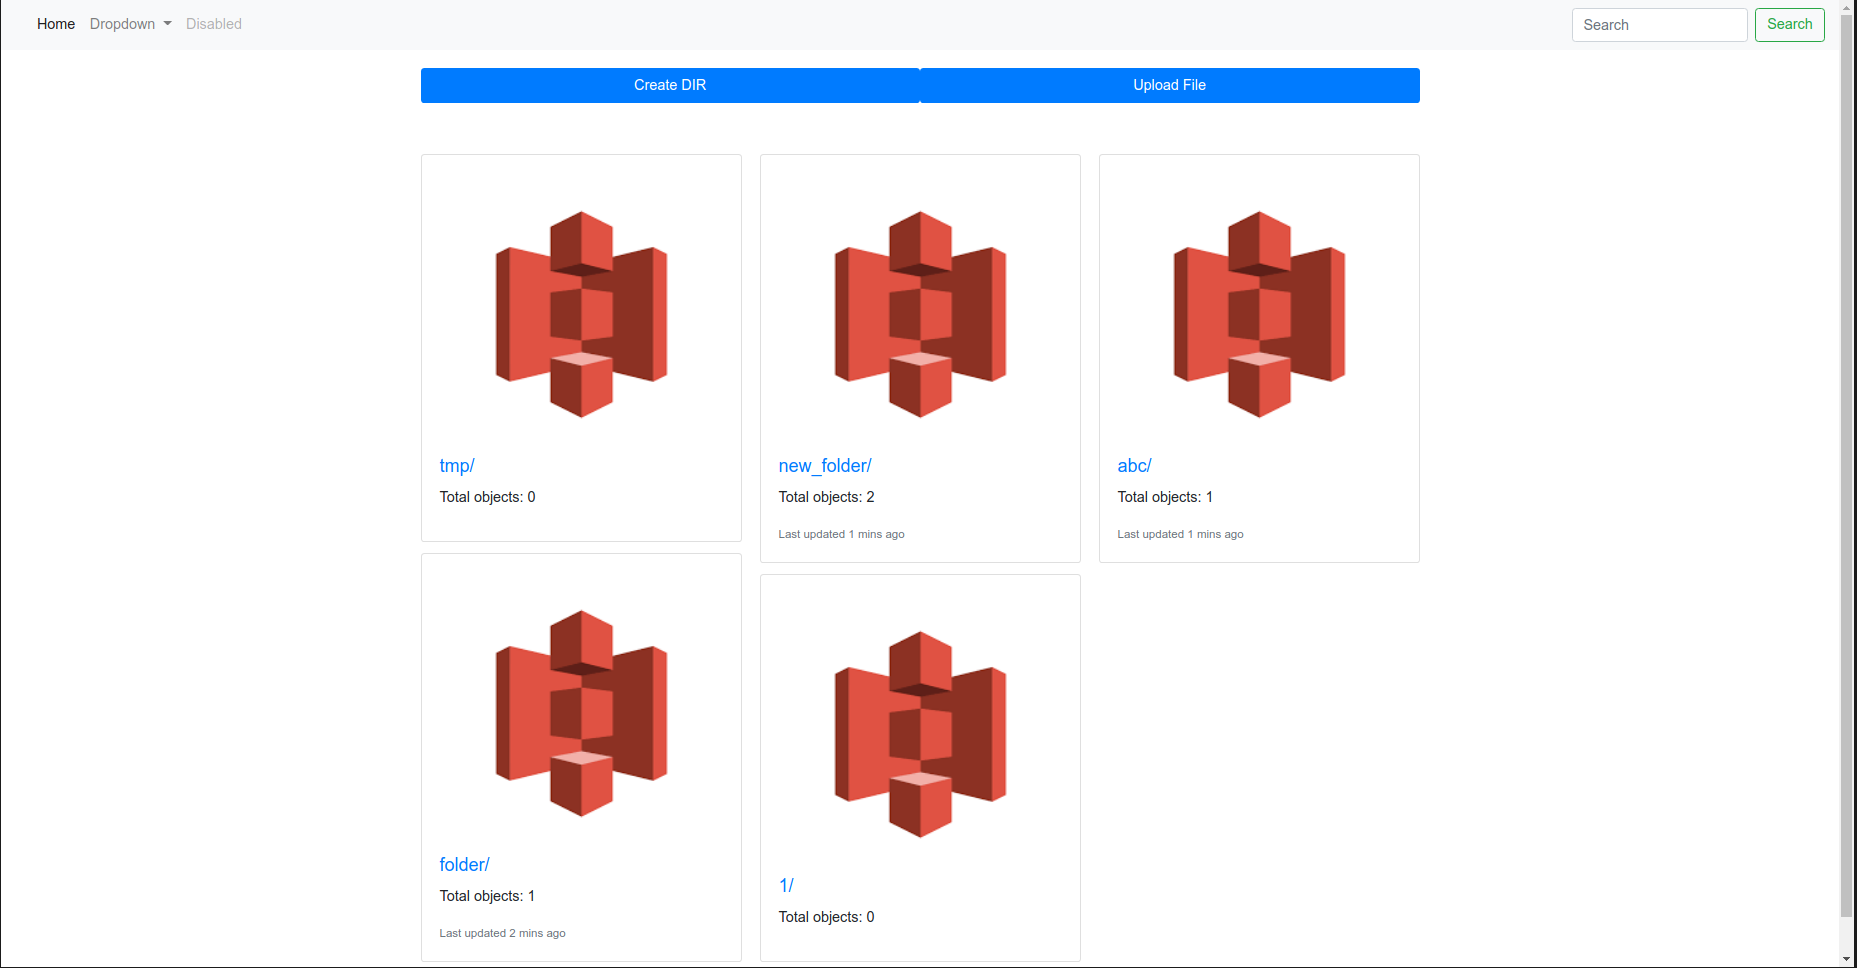 Home Dropdown Disabled Search Search
Create DIR Upload File
tmp/
Total objects: 0
new_folder/
Total objects: 2
Last updated 1 mins ago
abc/
Total objects: 1
Last updated 1 mins ago
folder/
Total objects: 1
Last updated 2 mins ago
1/
Total objects: 0